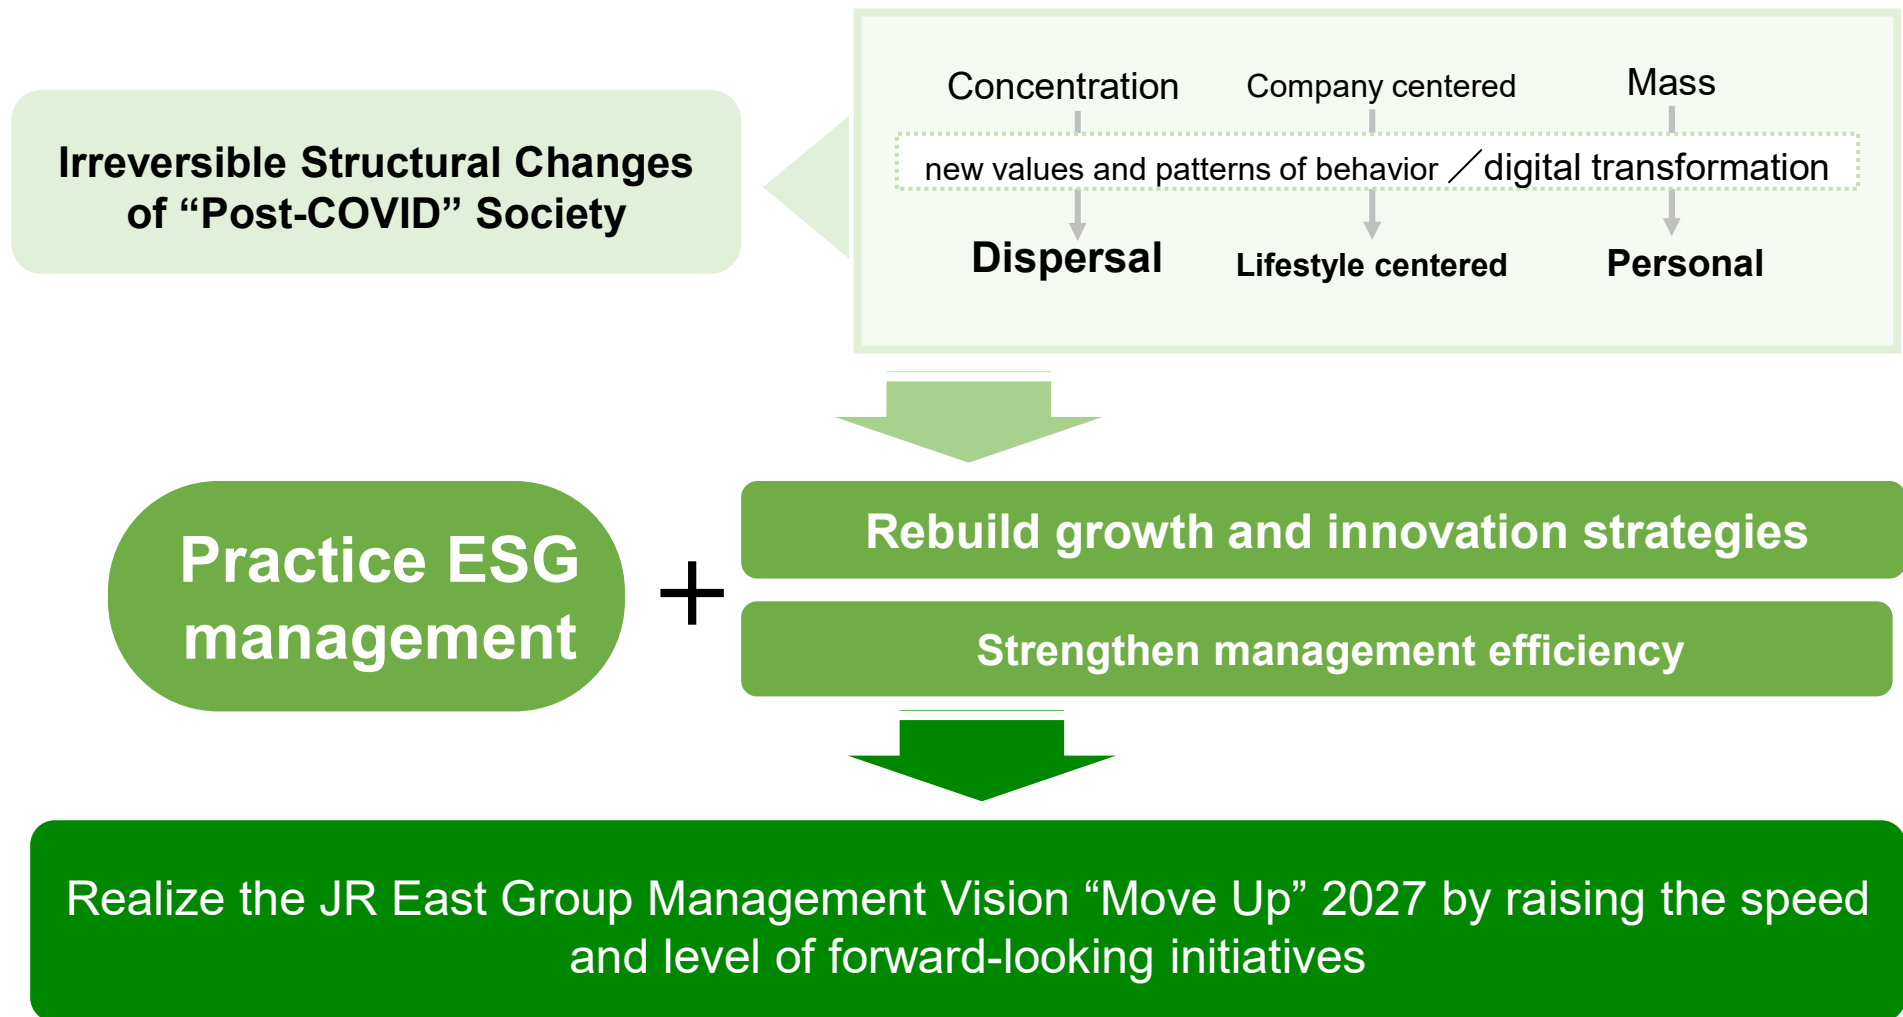 Irreversible Structural Changes
of “Post-COVID” Society
Concentration
Company centered
Mass
new values and patterns of behavior ／digital transformation
Dispersal
Lifestyle centered
Personal
Practice ESG
management
+
Rebuild growth and innovation strategies
Strengthen management efficiency
Realize the JR East Group Management Vision “Move Up” 2027 by raising the speed
and level of forward-looking initiatives